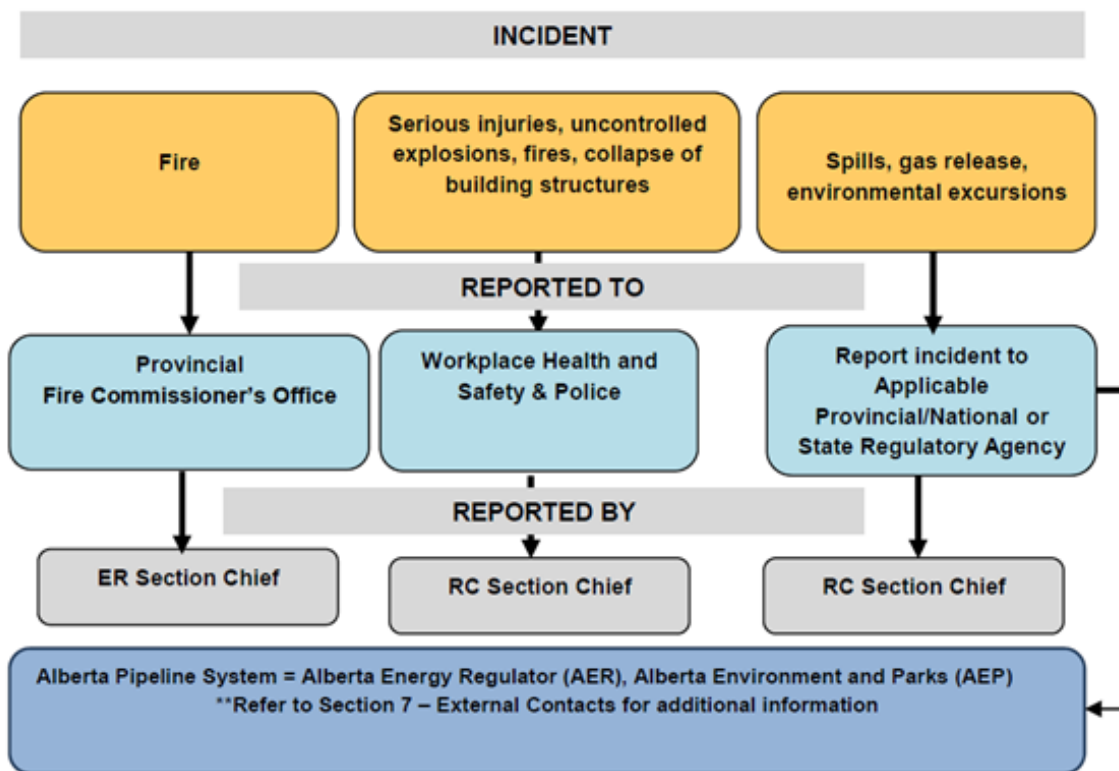 INCIDENT
Fire
Serious injuries, uncontrolled
explosions, fires, collapse of
building structures
Spills, gas release,
environmental excursions
REPORTED TO
Provincial
Fire Commissioner's Office
Workplace Health and
Safety & Police
Report incident to
Applicable
Provincial/National or
State Regulatory Agency
REPORTED BY
ER Section Chief
RC Section Chief
RC Section Chief
Alberta Pipeline System = Alberta Energy Regulator (AER), Alberta Environment and Parks (AEP)
**Refer to Section 7 – External Contacts for additional information